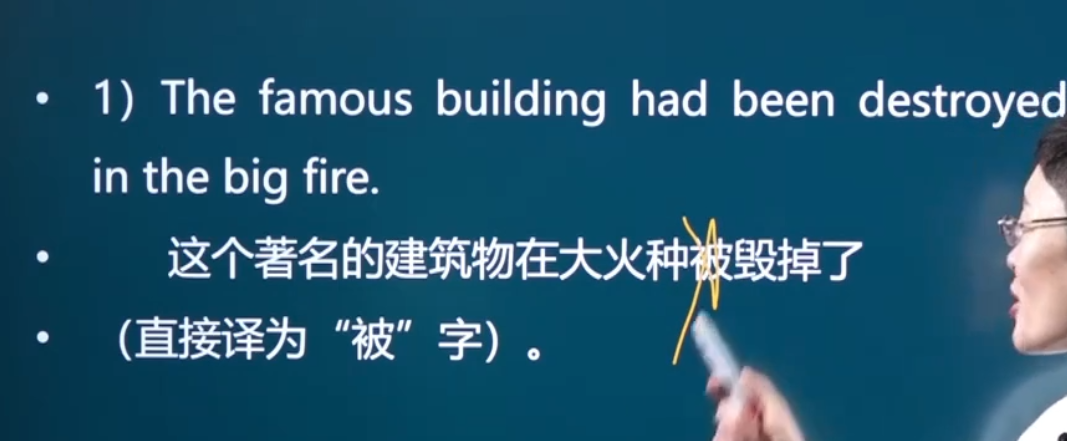 • 1) The famous building had been destroyed
in the big fire.
• 这个著名的建筑物在大火种被毁掉了
• （直接译为“被”字）。